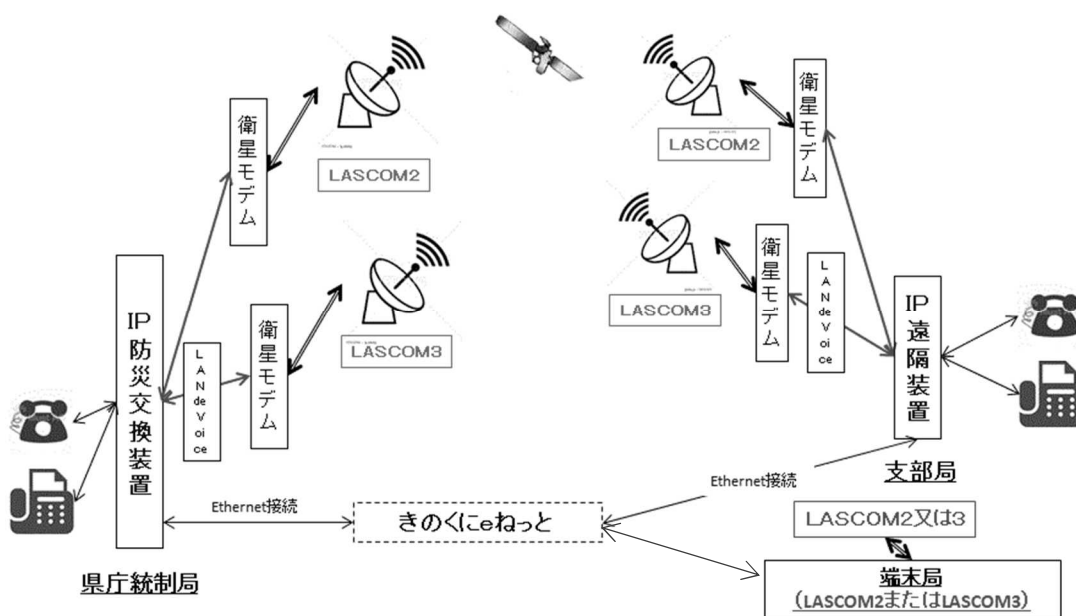 衛星モデム
LASCOM2
衛星モデム
LASCOM3
LANdeVoice
IP防災交換装置
県庁統制局
Ethernet接続
きのくにeねっと
LASCOM2
衛星モデム
LASCOM3
衛星モデム
LANdeVoice
IP遠隔装置
支部局
Ethernet接続
LASCOM2又は3
端末局
(LASCOM2またはLASCOM3)